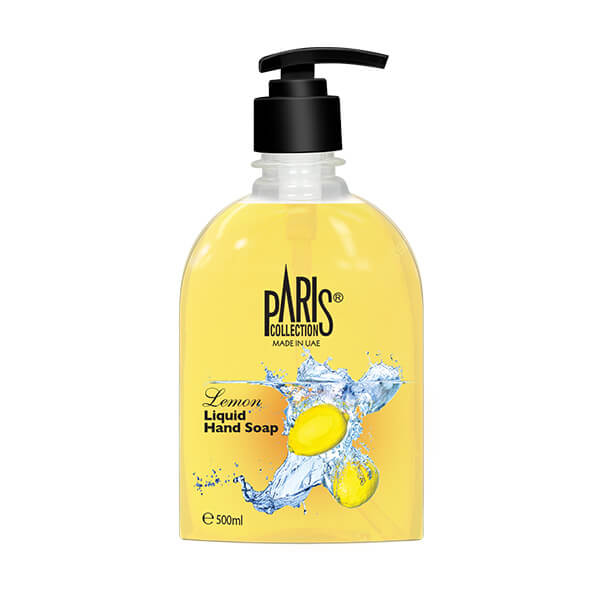 PARIS®
COLLECTION
MADE IN UAE
Lemon
Liquid
Hand Soap
℮ 500ml